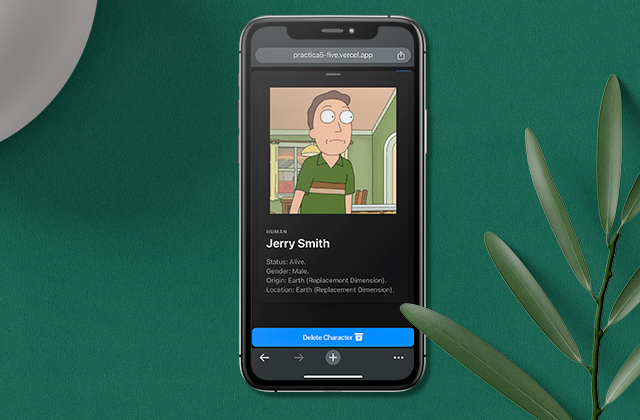 practica5-five.vercel.app
HUMAN
Jerry Smith
Status: Alive.
Gender: Male.
Origin: Earth (Replacement Dimension).
Location: Earth (Replacement Dimension).
Delete Character